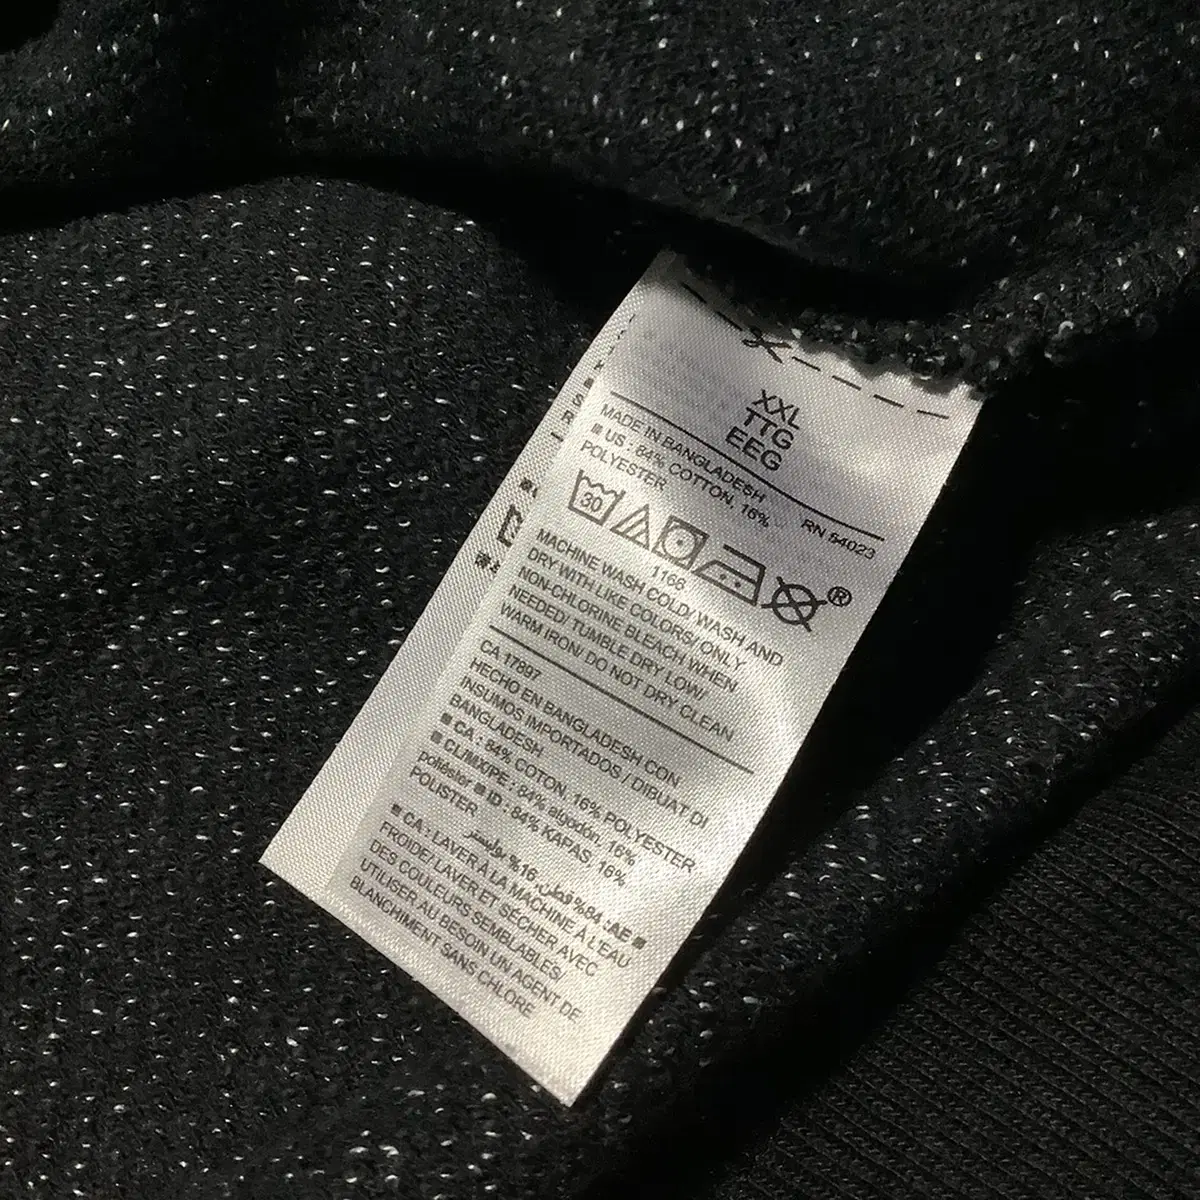 XXL
TTG
EEG
MADE IN BANGLADESH RN 54023
■ US : 84% COTTON, 16%
POLYESTER
30
1168
®
MACHINE WASH COLD/ WASH AND
DRY WITH LIKE COLORS/ ONLY
NON-CHLORINE BLEACH WHEN
NEEDED/ TUMBLE DRY LOW/
WARM IRON/ DO NOT DRY CLEAN
CA 17897
HECHO EN BANGLADESH CON
INSUMOS IMPORTADOS / DIBUAT DI
BANGLADESH
■ CA : 84% COTON, 16% POLYESTER
■ CL/MX/PE : 84% algodón, 16%
poliéster ■ ID : 84% KAPAS, 16%
POLISTER
■ AE: 84% قطن، 16% بوليستر
■ CA : LAVER À LA MACHINE À L'EAU
FROIDE/ LAVER ET SÉCHER AVEC
DES COULEURS SEMBLABLES/
UTILISER AU BESOIN UN AGENT DE
BLANCHIMENT SANS CHLORE